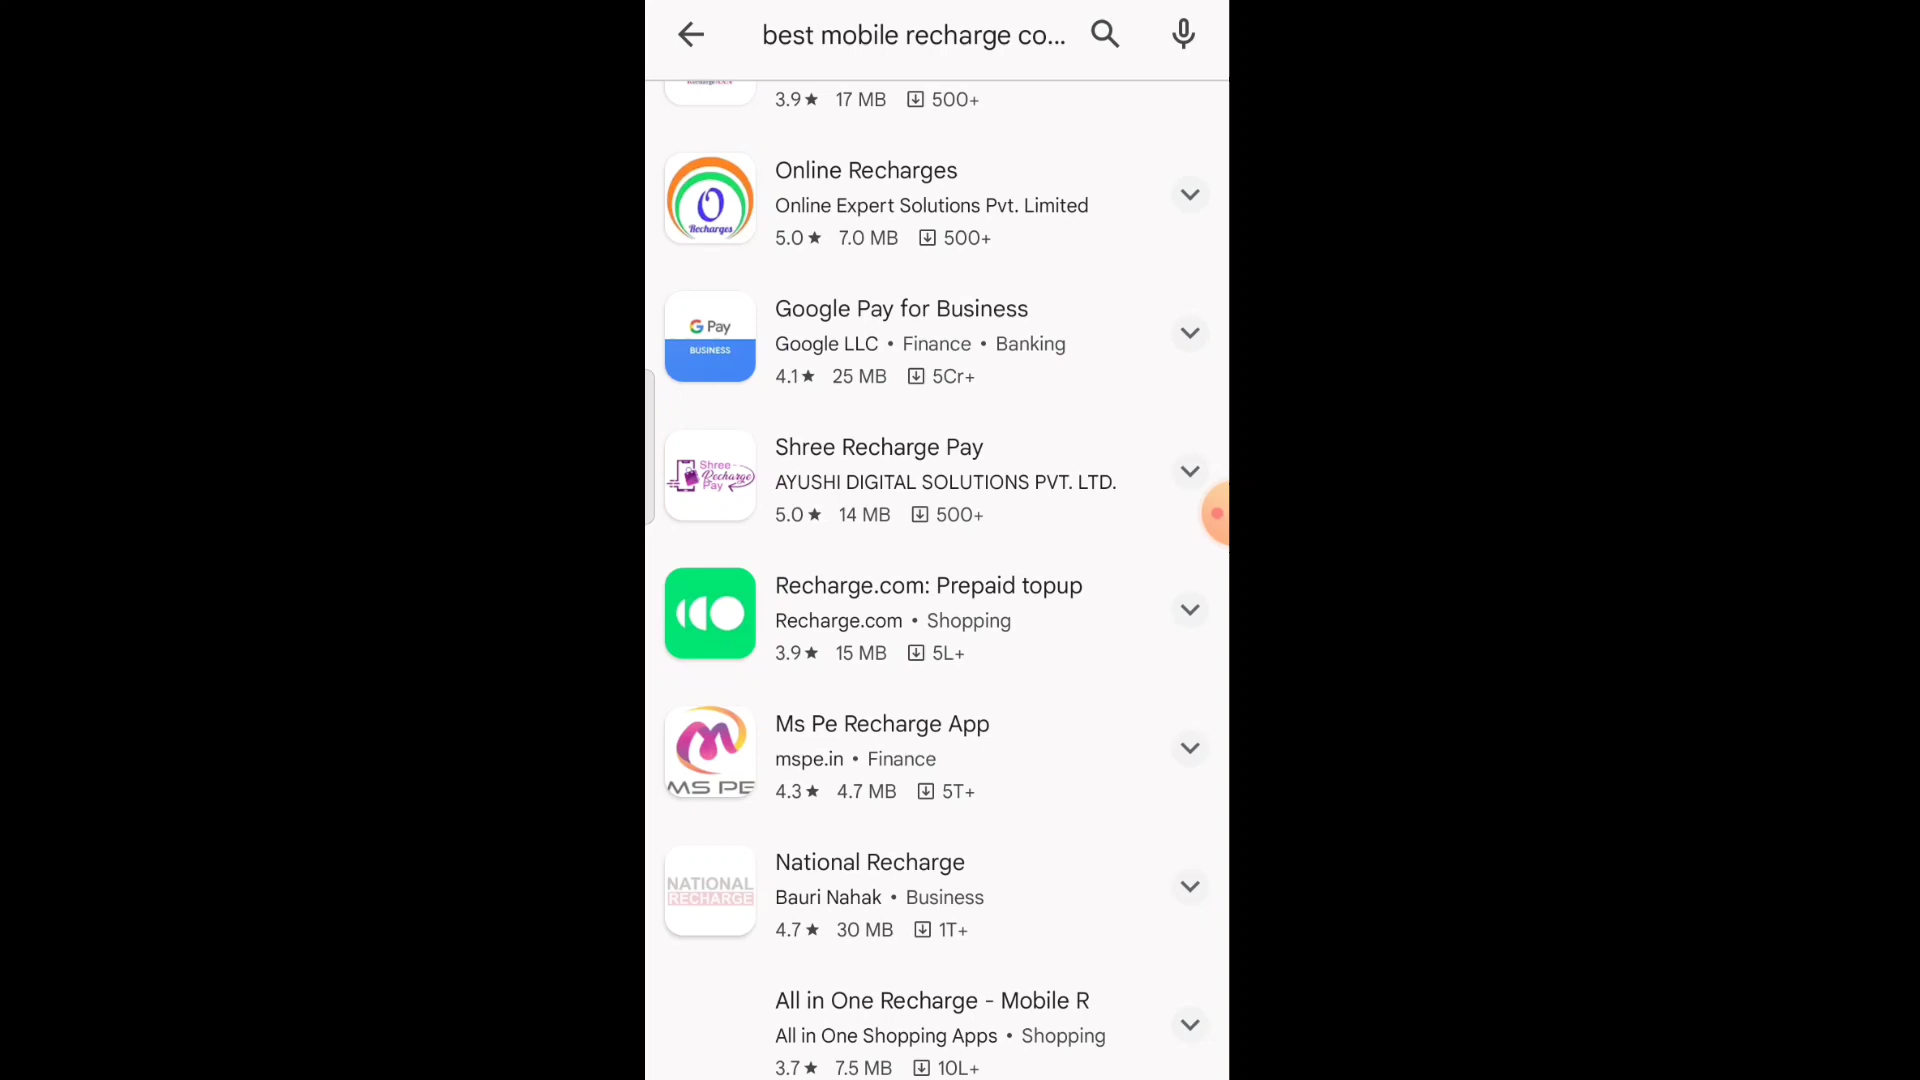 best mobile recharge co...
3.9★ 17 MB 500+
O
Recharges
Online Recharges
Online Expert Solutions Pvt. Limited
5.0★ 7.0 MB 500+
G Pay
BUSINESS
Google Pay for Business
Google LLC • Finance • Banking
4.1★ 25 MB 5Cr+
Shree
Recharge
Pay
Shree Recharge Pay
AYUSHI DIGITAL SOLUTIONS PVT. LTD.
5.0★ 14 MB 500+
Recharge.com: Prepaid topup
Recharge.com • Shopping
3.9★ 15 MB 5L+
MS PE
Ms Pe Recharge App
mspe.in • Finance
4.3★ 4.7 MB 5T+
NATIONAL
RECHARGE
National Recharge
Bauri Nahak • Business
4.7★ 30 MB 1T+
All in One Recharge - Mobile R
All in One Shopping Apps • Shopping
3.7★ 7.5 MB 10L+